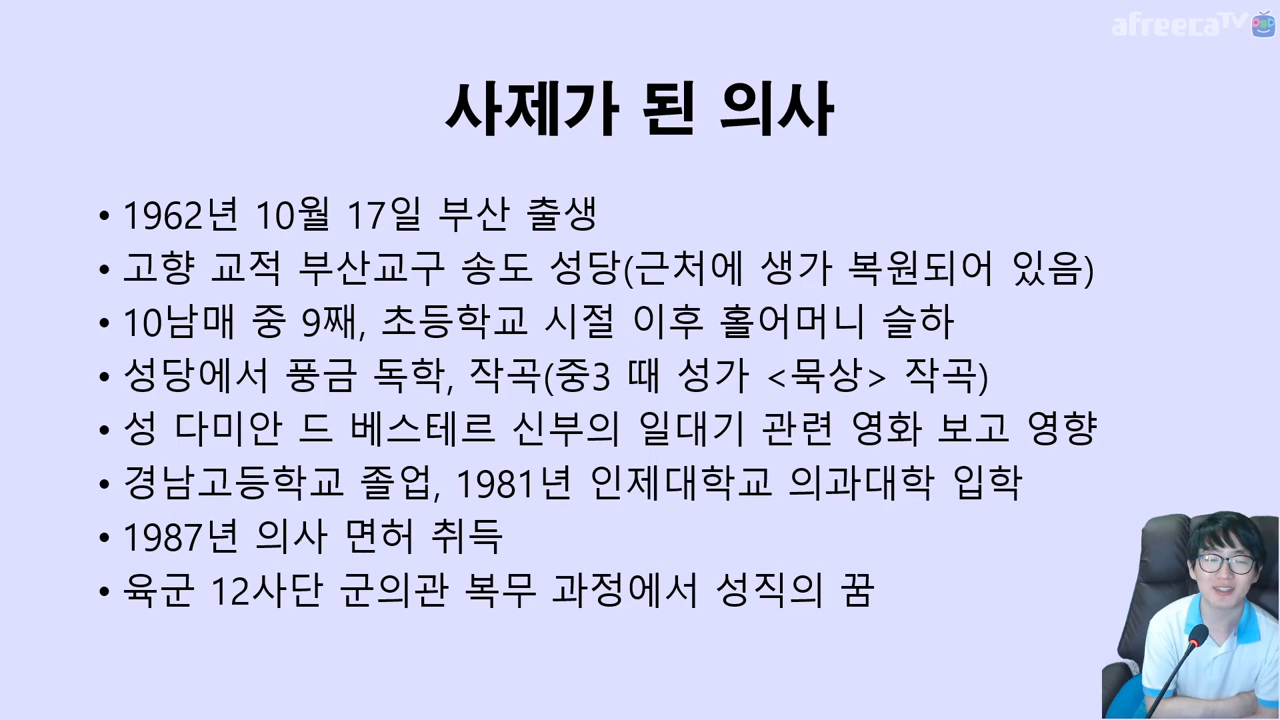 afreecaTV
사제가 된 의사
• 1962년 10월 17일 부산 출생
• 고향 교적 부산교구 송도 성당(근처에 생가 복원되어 있음)
• 10남매 중 9째, 초등학교 시절 이후 홀어머니 슬하
• 성당에서 풍금 독학, 작곡(중3 때 성가 <묵상> 작곡)
• 성 다미안 드 베스테르 신부의 일대기 관련 영화 보고 영향
• 경남고등학교 졸업, 1981년 인제대학교 의과대학 입학
• 1987년 의사 면허 취득
• 육군 12사단 군의관 복무 과정에서 성직의 꿈